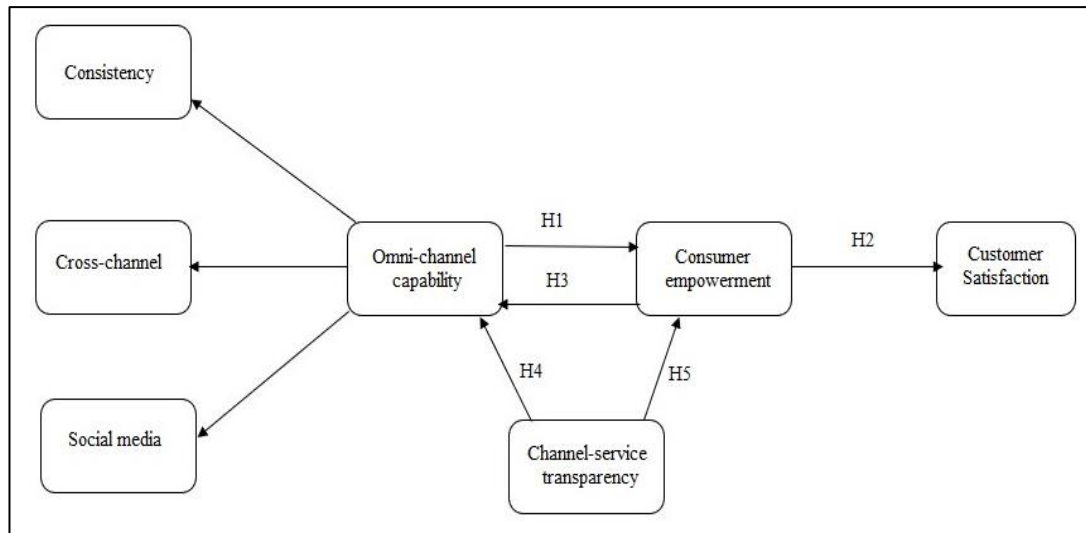 Consistency
Cross-channel
Social media
Omni-channel
capability
H1
H3
Consumer
empowerment
H2
Customer
Satisfaction
H4
H5
Channel-service
transparency